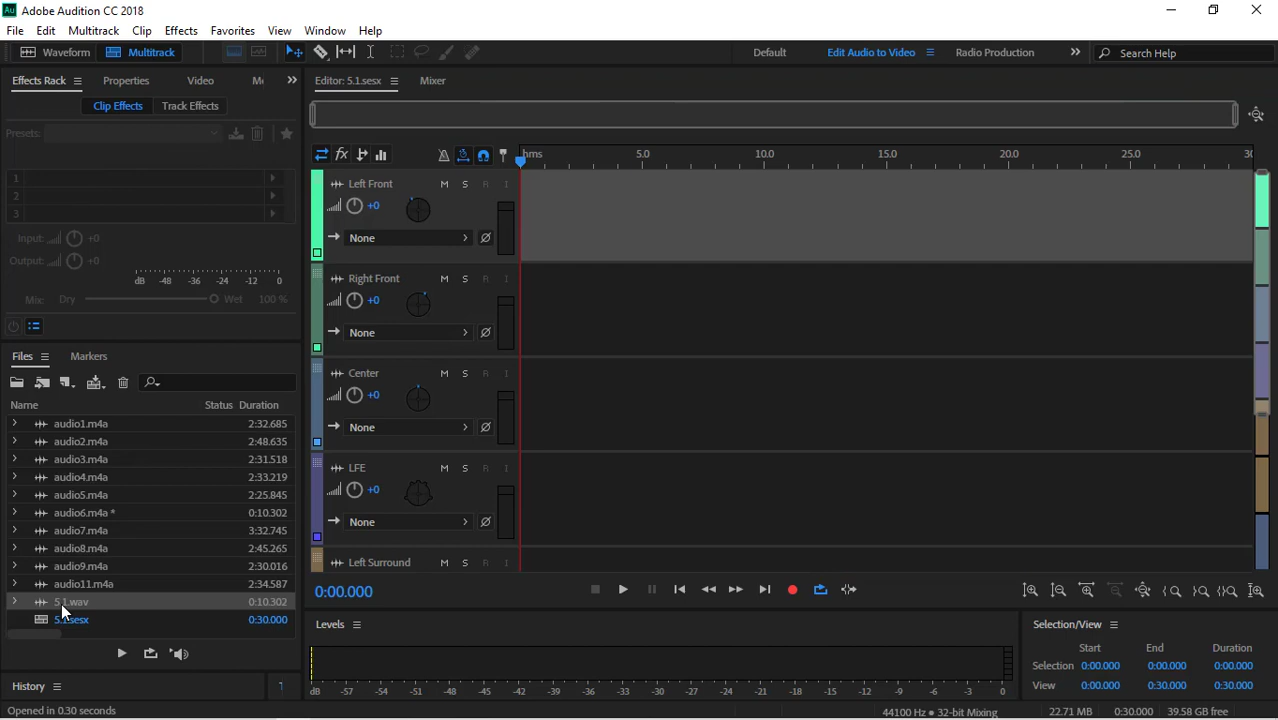 Au Adobe Audition CC 2018
File Edit Multitrack Clip Effects Favorites View Window Help
Waveform Multitrack Default Edit Audio to Video Radio Production Search Help
Effects Rack Properties Video
Clip Effects Track Effects
Presets:
1
2
3
Input: +0
Output: +0
dB -48 -36 -24 -12 0
Mix: Dry Wet 100 %
Files Markers
Name Status Duration
audio1.m4a 2:32.685
audio2.m4a 2:48.635
audio3.m4a 2:31.518
audio4.m4a 2:33.219
audio5.m4a 2:25.845
audio6.m4a * 0:10.302
audio7.m4a 3:32.745
audio8.m4a 2:45.265
audio9.m4a 2:30.016
audio11.m4a 2:34.587
5.1.wav 0:10.302
5.1.sesx 0:30.000
History
Opened in 0.30 seconds
Editor: 5.1.sesx Mixer
fx hms 5.0 10.0 15.0 20.0 25.0
Left Front M S R I
+0
None
Right Front M S R I
+0
None
Center M S R I
+0
None
LFE M S R I
+0
None
Left Surround M S R I
0:00.000
Levels
dB -57 -54 -51 -48 -45 -42 -39 -36 -33 -30 -27 -24 -21 -18 -15 -12 -9 -6 -3 0
Selection/View
Start End Duration
Selection 0:00.000 0:00.000 0:00.000
View 0:00.000 0:30.000 0:30.000
44100 Hz ● 32-bit Mixing 22.71 MB 0:30.000 39.58 GB free